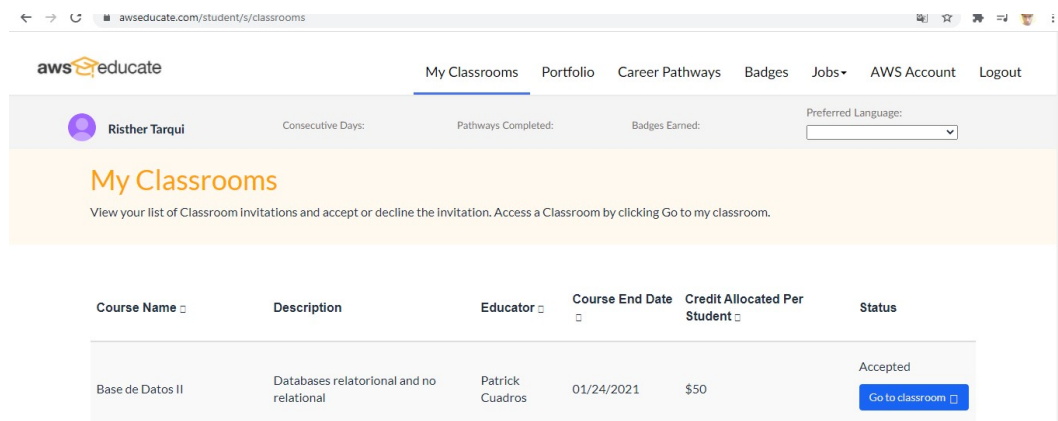 awseducate.com/student/s/classrooms
aws educate
My Classrooms Portfolio Career Pathways Badges Jobs AWS Account Logout
Risther Tarqui Consecutive Days: Pathways Completed: Badges Earned: Preferred Language:
My Classrooms
View your list of Classroom invitations and accept or decline the invitation. Access a Classroom by clicking Go to my classroom.
Course Name Description Educator Course End Date Credit Allocated Per Student Status
Base de Datos II Databases relatorional and no relational Patrick Cuadros 01/24/2021 $50 Accepted
Go to classroom